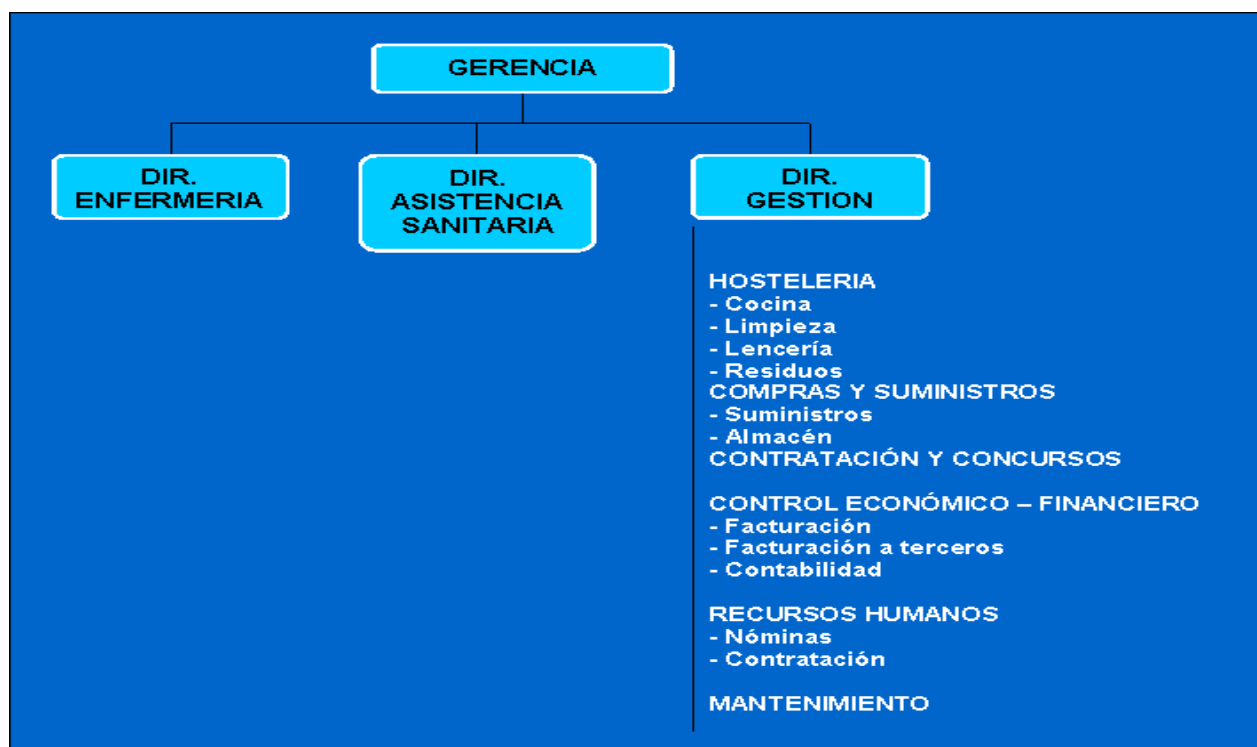 GERENCIA
DIR.
ENFERMERIA
DIR.
ASISTENCIA
SANITARIA
DIR.
GESTION
HOSTELERIA
- Cocina
- Limpieza
- Lencería
- Residuos
COMPRAS Y SUMINISTROS
- Suministros
- Almacén
CONTRATACIÓN Y CONCURSOS
CONTROL ECONÓMICO – FINANCIERO
- Facturación
- Facturación a terceros
- Contabilidad
RECURSOS HUMANOS
- Nóminas
- Contratación
MANTENIMIENTO